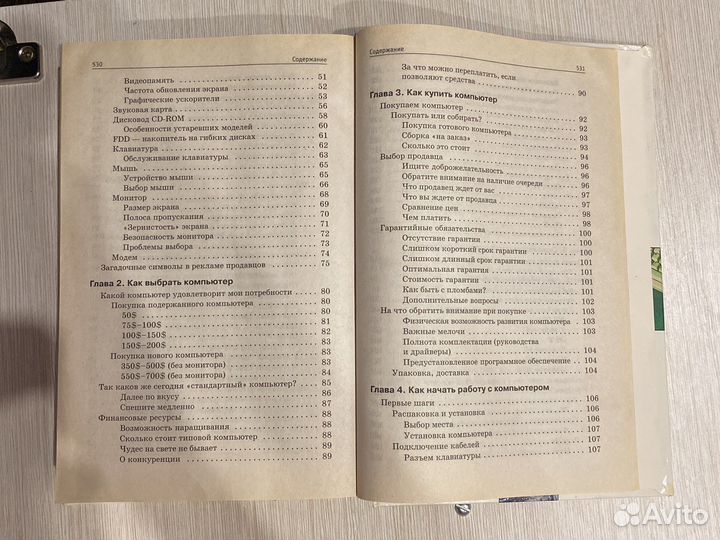 530 Содержание
Видеопамять 51
Частота обновления экрана 52
Графические ускорители 53
Звуковая карта 56
Дисковод CD-ROM 58
Особенности устаревших моделей 60
FDD — накопитель на гибких дисках 61
Клавиатура 62
Обслуживание клавиатуры 63
Мышь 65
Устройство мыши 65
Выбор мыши 66
Монитор 68
Размер экрана 69
Полоса пропускания 70
«Зернистость» экрана 71
Безопасность монитора 72
Проблемы выбора 73
Модем 74
Загадочные символы в рекламе продавцов 75
Глава 2. Как выбрать компьютер
Какой компьютер удовлетворит мои потребности 80
Покупка подержанного компьютера 80
50$ 80
75$–100$ 81
100$–150$ 82
150$–200$ 83
Покупка нового компьютера 83
350$–500$ (без монитора) 83
550$–700$ (без монитора) 84
Так каков же сегодня «стандартный» компьютер? 85
Далее по вкусу 86
Спешите медленно 87
Финансовые ресурсы 87
Возможность наращивания 88
Сколько стоит типовой компьютер 88
Чудес на свете не бывает 89
О конкуренции 89
Содержание 531
За что можно переплатить, если
позволяют средства 90
Глава 3. Как купить компьютер
Покупаем компьютер 92
Покупать или собирать? 92
Покупка готового компьютера 92
Сборка «на заказ» 93
Сколько это стоит 94
Выбор продавца 96
Ищите доброжелательность 96
Обратите внимание на наличие очереди 96
Что продавец ждет от вас 97
Что вы ждете от продавца 97
Сравнение цен 98
Чем платить 98
Гарантийные обязательства 100
Отсутствие гарантии 100
Слишком короткий срок гарантии 100
Слишком длинный срок гарантии 101
Оптимальная гарантия 101
Стоимость гарантии 101
Как быть с пломбами? 101
Дополнительные вопросы 102
На что обратить внимание при покупке 103
Физическая возможность развития компьютера 103
Важные мелочи 103
Полнота комплектации (руководства
и драйверы) 104
Предустановленное программное обеспечение 104
Упаковка, доставка 104
Глава 4. Как начать работу с компьютером
Первые шаги 106
Распаковка и установка 106
Выбор места 106
Установка компьютера 107
Подключение кабелей 107
Разъем клавиатуры 107
Avito